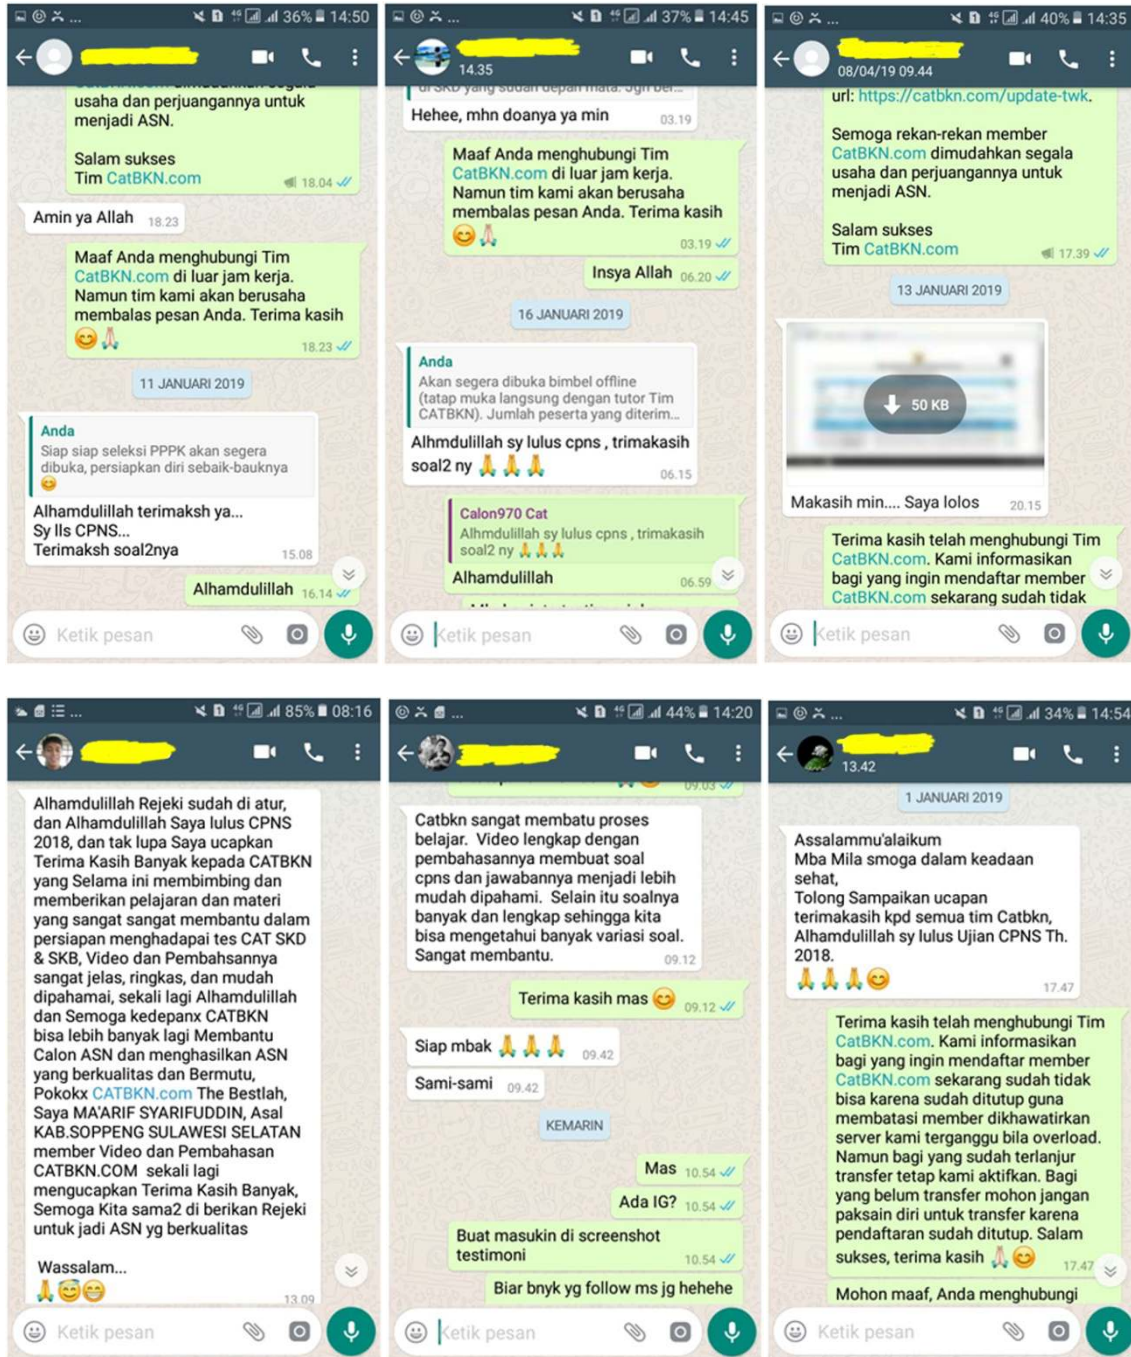 36% 14:50
usaha dan perjuangannya untuk
menjadi ASN.
Salam sukses
Tim CatBKN.com
18.04
Amin ya Allah 18.23
Maaf Anda menghubungi Tim
CatBKN.com di luar jam kerja.
Namun tim kami akan berusaha
membalas pesan Anda. Terima kasih
😊🙏
18.23
11 JANUARI 2019
Anda
Siap siap seleksi PPPK akan segera
dibuka, persiapkan diri sebaik-bauknya
😊
Alhamdulillah terimaksh ya...
Sy lls CPNS...
Terimaksh soal2nya 15.08
Alhamdulillah 16.14
Ketik pesan
37% 14:45
14.35
di SKD yang sudah depan mata. Jgn ber...
Hehee, mhn doanya ya min 03.19
Maaf Anda menghubungi Tim
CatBKN.com di luar jam kerja.
Namun tim kami akan berusaha
membalas pesan Anda. Terima kasih
😊🙏 03.19
Insya Allah 06.20
16 JANUARI 2019
Anda
Akan segera dibuka bimbel offline
(tatap muka langsung dengan tutor Tim
CATBKN). Jumlah peserta yang diterim...
Alhmdulillah sy lulus cpns , trimakasih
soal2 ny 🙏🙏🙏 06.15
Calon970 Cat
Alhmdulillah sy lulus cpns , trimakasih
soal2 ny 🙏🙏🙏
Alhamdulillah 06.59
Ketik pesan
40% 14:35
08/04/19 09.44
url: https://catbkn.com/update-twk.
Semoga rekan-rekan member
CatBKN.com dimudahkan segala
usaha dan perjuangannya untuk
menjadi ASN.
Salam sukses
Tim CatBKN.com 17.39
13 JANUARI 2019
50 KB
Makasih min.... Saya lolos 20.15
Terima kasih telah menghubungi Tim
CatBKN.com. Kami informasikan
bagi yang ingin mendaftar member
CatBKN.com sekarang sudah tidak
Ketik pesan
85% 08:16
Alhamdulillah Rejeki sudah di atur,
dan Alhamdulillah Saya lulus CPNS
2018, dan tak lupa Saya ucapkan
Terima Kasih Banyak kepada CATBKN
yang Selama ini membimbing dan
memberikan pelajaran dan materi
yang sangat sangat membantu dalam
persiapan menghadapai tes CAT SKD
& SKB, Video dan Pembahsannya
sangat jelas, ringkas, dan mudah
dipahamai, sekali lagi Alhamdulillah
dan Semoga kedepanx CATBKN
bisa lebih banyak lagi Membantu
Calon ASN dan menghasilkan ASN
yang berkualitas dan Bermutu,
Pokokx CATBKN.com The Bestlah,
Saya MA'ARIF SYARIFUDDIN, Asal
KAB.SOPPENG SULAWESI SELATAN
member Video dan Pembahasan
CATBKN.COM sekali lagi
mengucapkan Terima Kasih Banyak,
Semoga Kita sama2 di berikan Rejeki
untuk jadi ASN yg berkualitas
Wassalam...
🙏😇😁 13.09
Ketik pesan
44% 14:20
09.03
Catbkn sangat membatu proses
belajar. Video lengkap dengan
pembahasannya membuat soal
cpns dan jawabannya menjadi lebih
mudah dipahami. Selain itu soalnya
banyak dan lengkap sehingga kita
bisa mengetahui banyak variasi soal.
Sangat membantu. 09.12
Terima kasih mas 😊 09.12
Siap mbak 🙏🙏🙏 09.42
Sami-sami 09.42
KEMARIN
Mas 10.54
Ada IG? 10.54
Buat masukin di screenshot
testimoni 10.54
Biar bnyk yg follow ms jg hehehe
Ketik pesan
34% 14:54
13.42
1 JANUARI 2019
Assalammu'alaikum
Mba Mila smoga dalam keadaan
sehat,
Tolong Sampaikan ucapan
terimakasih kpd semua tim Catbkn,
Alhamdulillah sy lulus Ujian CPNS Th.
2018.
🙏🙏🙏😊 17.47
Terima kasih telah menghubungi Tim
CatBKN.com. Kami informasikan
bagi yang ingin mendaftar member
CatBKN.com sekarang sudah tidak
bisa karena sudah ditutup guna
membatasi member dikhawatirkan
server kami terganggu bila overload.
Namun bagi yang sudah terlanjur
transfer tetap kami aktifkan. Bagi
yang belum transfer mohon jangan
paksain diri untuk transfer karena
pendaftaran sudah ditutup. Salam
sukses, terima kasih 🙏😊 17.47
Mohon maaf, Anda menghubungi
Ketik pesan